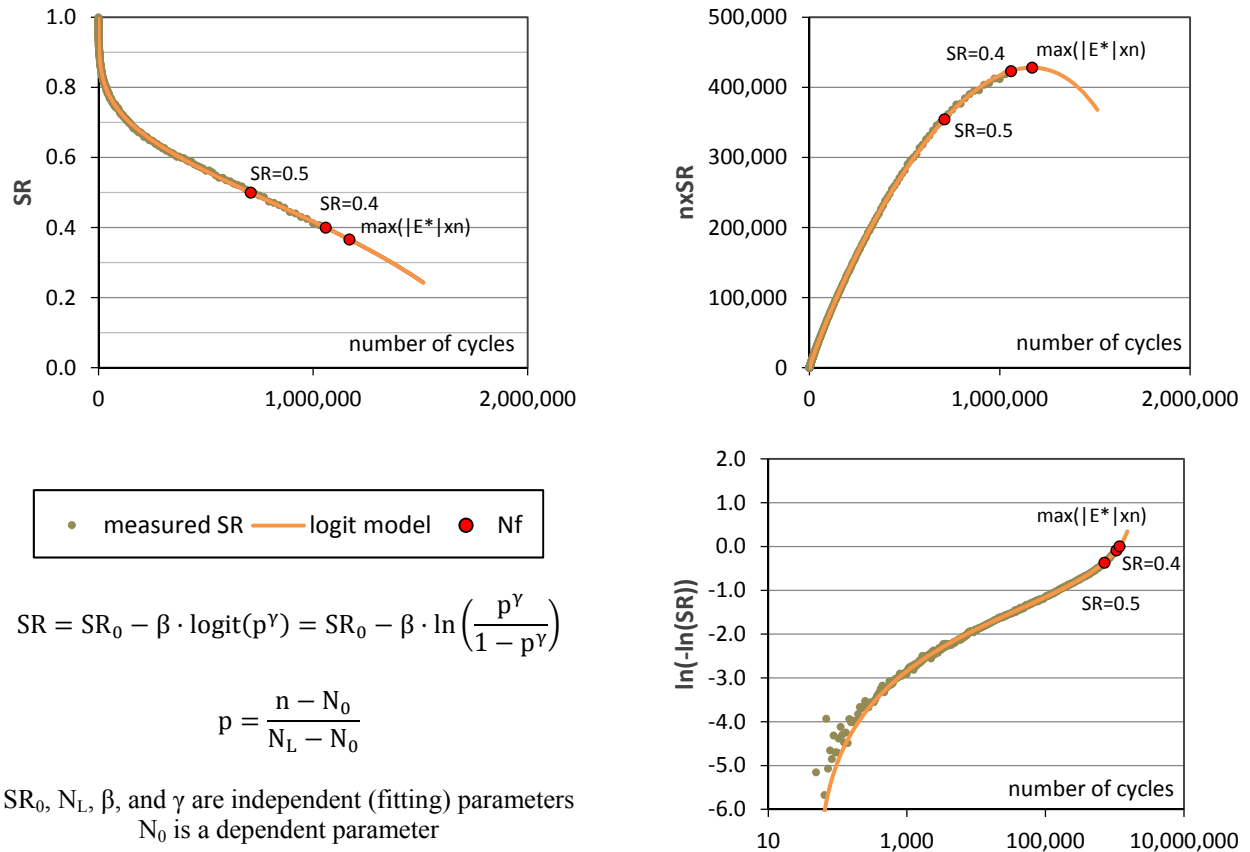 1.0
0.8
0.6
0.4
0.2
0.0
SR
SR=0.5
SR=0.4
max(|E*|xn)
number of cycles
0 1,000,000 2,000,000
500,000
400,000
300,000
200,000
100,000
0
nxSR
SR=0.4
max(|E*|xn)
SR=0.5
number of cycles
0 1,000,000 2,000,000
measured SR logit model Nf
SR = SR₀ − β · logit(p^γ) = SR₀ − β · ln(p^γ / (1 − p^γ))
p = (n − N₀) / (N_L − N₀)
SR₀, N_L, β, and γ are independent (fitting) parameters
N₀ is a dependent parameter
2.0
1.0
0.0
-1.0
-2.0
-3.0
-4.0
-5.0
-6.0
ln(-ln(SR))
max(|E*|xn)
SR=0.4
SR=0.5
number of cycles
10 1,000 100,000 10,000,000